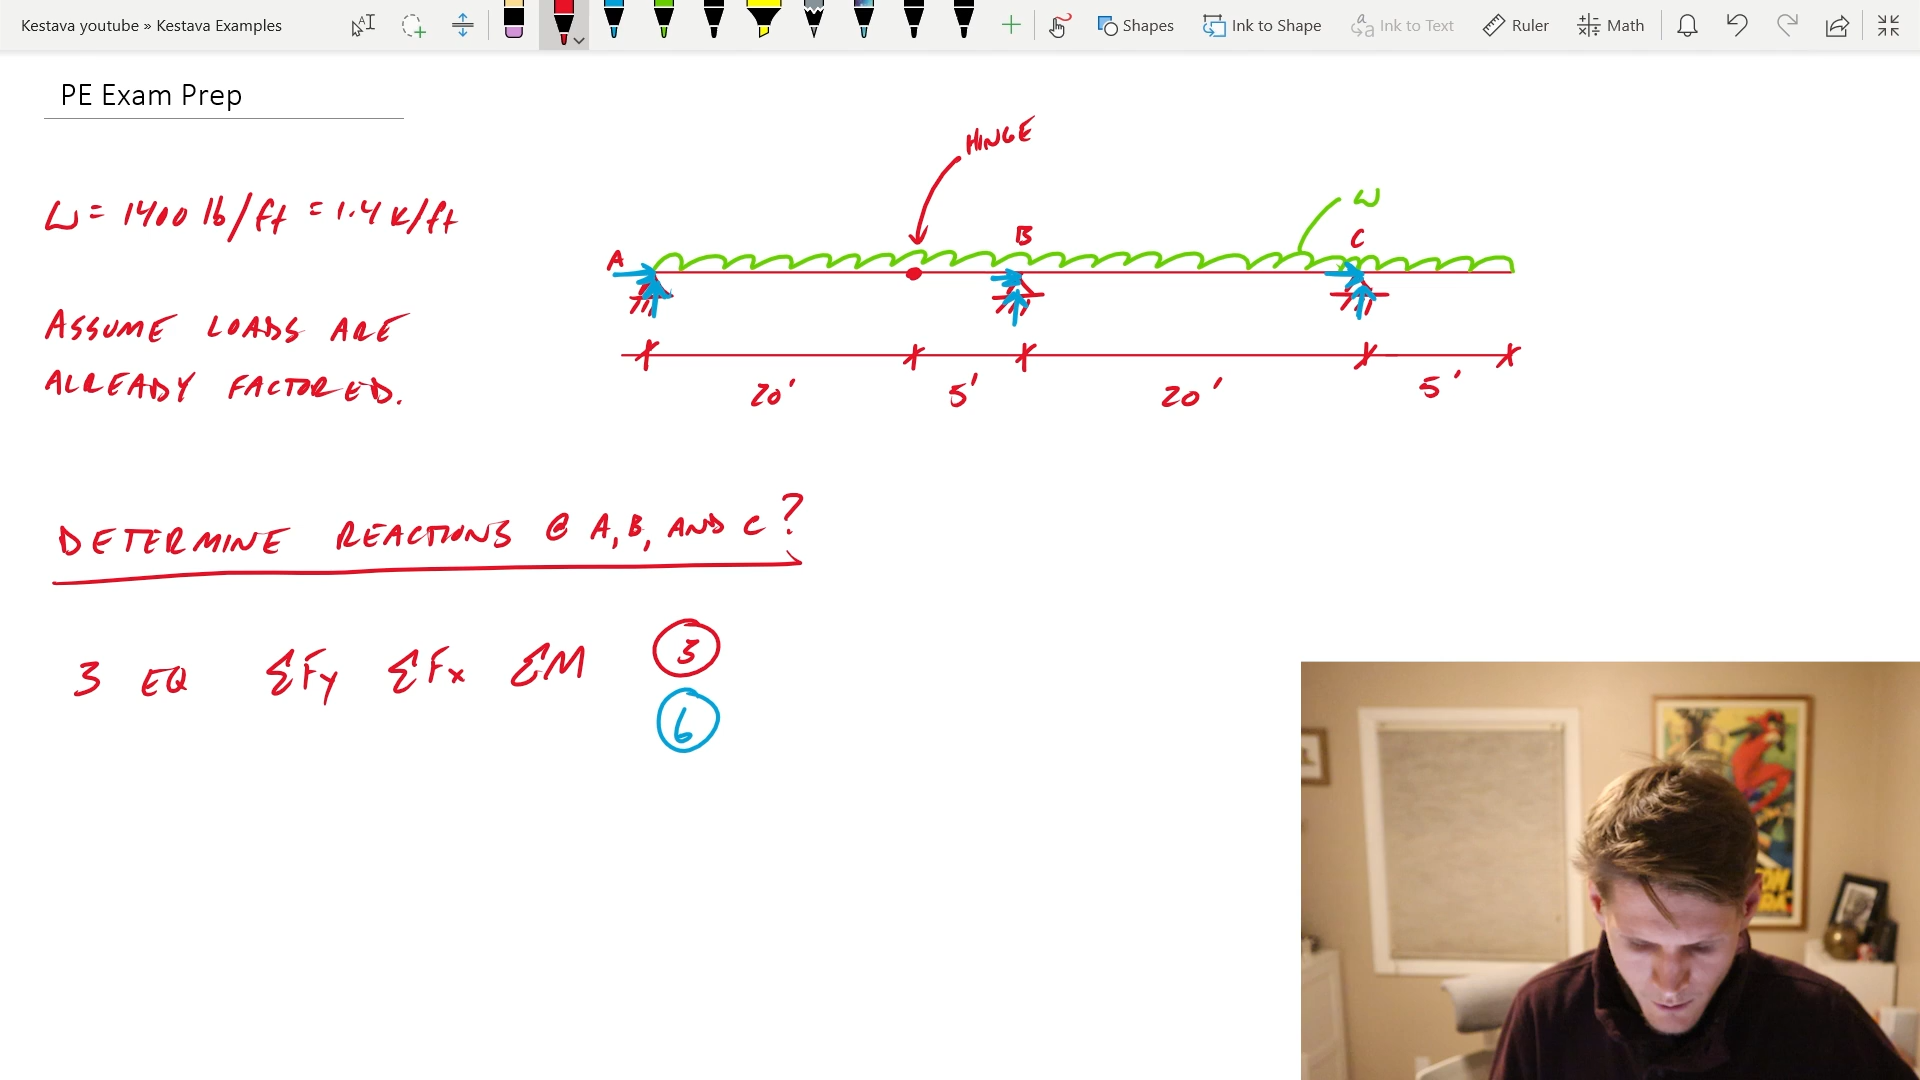 Kestava youtube » Kestava Examples
Shapes
Ink to Shape
Ink to Text
Ruler
Math
PE Exam Prep
HINGE
W = 1400 lb/ft = 1.4 k/ft
W
A
B
C
ASSUME LOADS ARE
ALREADY FACTORED.
20' 5' 20' 5'
DETERMINE REACTIONS @ A, B, AND C?
3 EQ ΣFy ΣFx ΣM 3
6